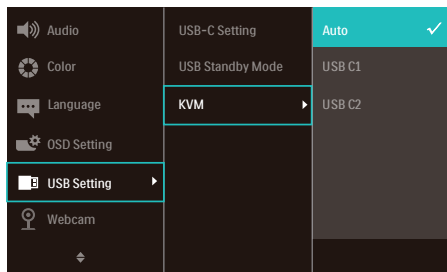 Audio
Color
Language
OSD Setting
USB Setting
Webcam
USB-C Setting
USB Standby Mode
KVM
Auto
USB C1
USB C2